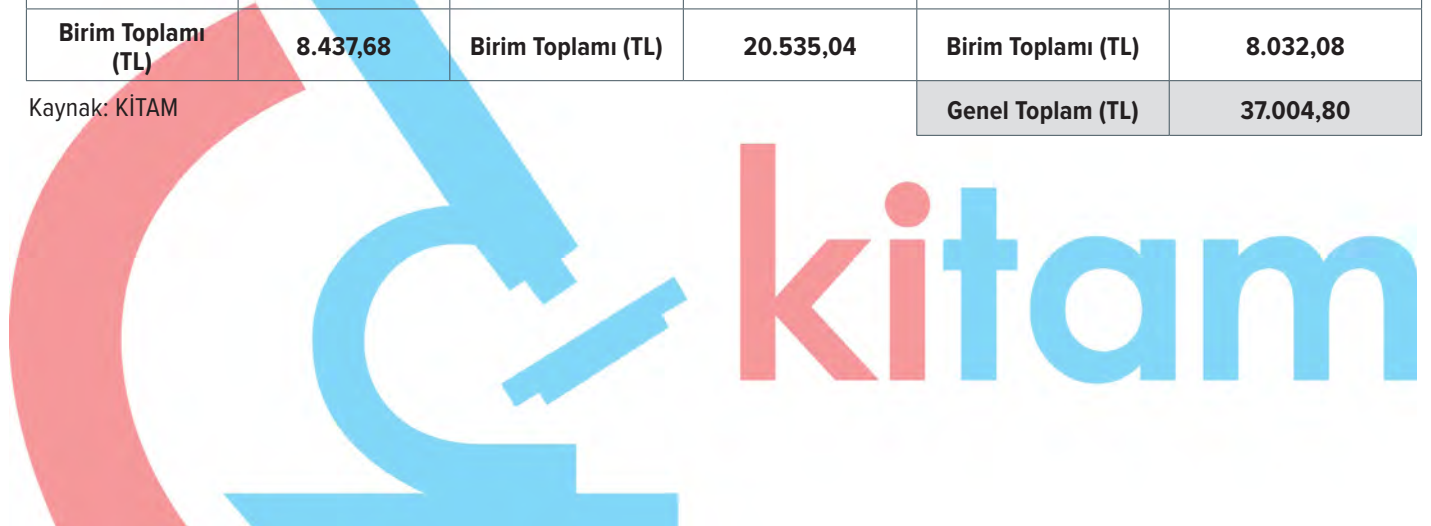 Birim Toplamı
(TL)
8.437,68
Birim Toplamı (TL)
20.535,04
Birim Toplamı (TL)
8.032,08
Kaynak: KİTAM
Genel Toplam (TL)
37.004,80
kitam